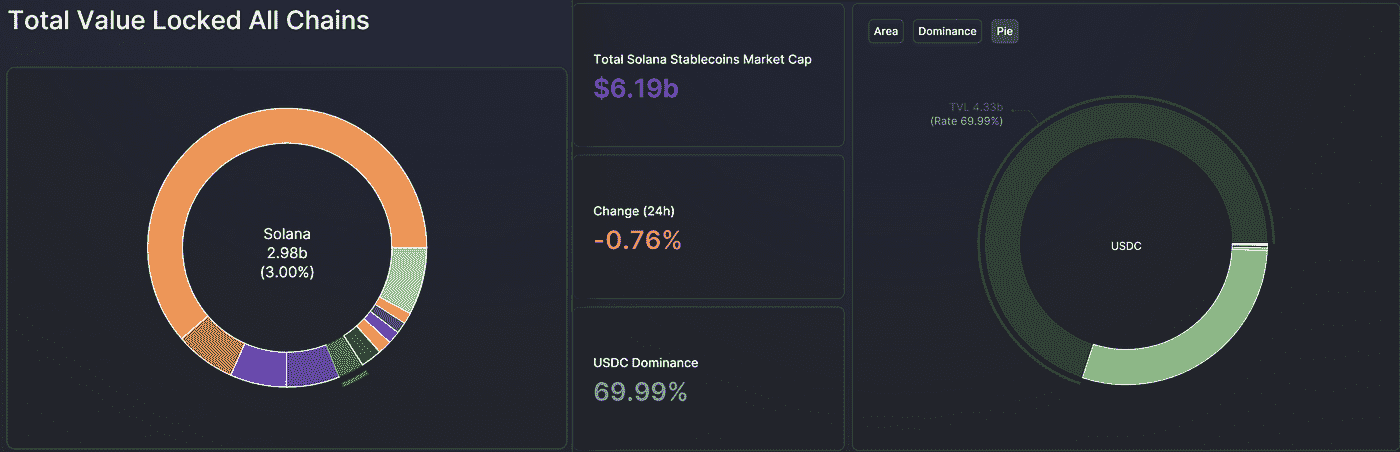 Total Value Locked All Chains
Solana
2.98b
(3.00%)
Total Solana Stablecoins Market Cap
$6.19b
Change (24h)
-0.76%
USDC Dominance
69.99%
Area
Dominance
Pie
TVL 4.33b
(Rate 69.99%)
USDC